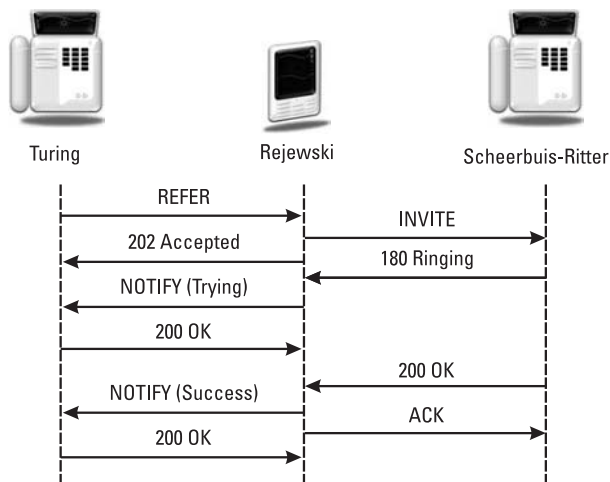 Turing
Rejewski
Scheerbuis-Ritter
REFER
INVITE
202 Accepted
180 Ringing
NOTIFY (Trying)
200 OK
200 OK
NOTIFY (Success)
ACK
200 OK